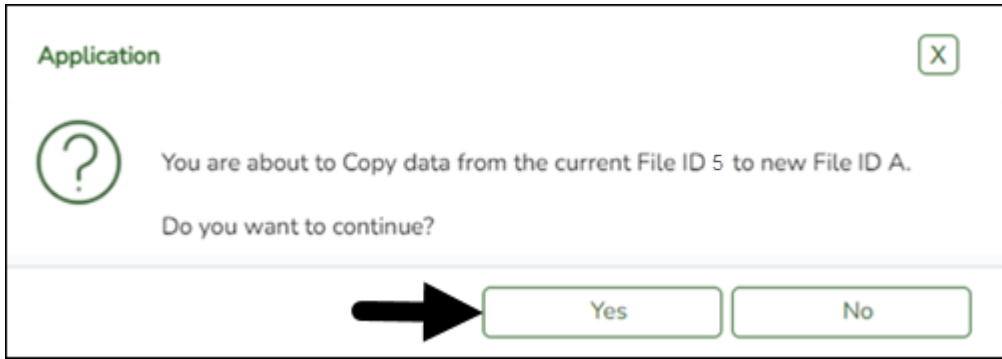 Application
X
?
You are about to Copy data from the current File ID 5 to new File ID A.
Do you want to continue?
Yes
No